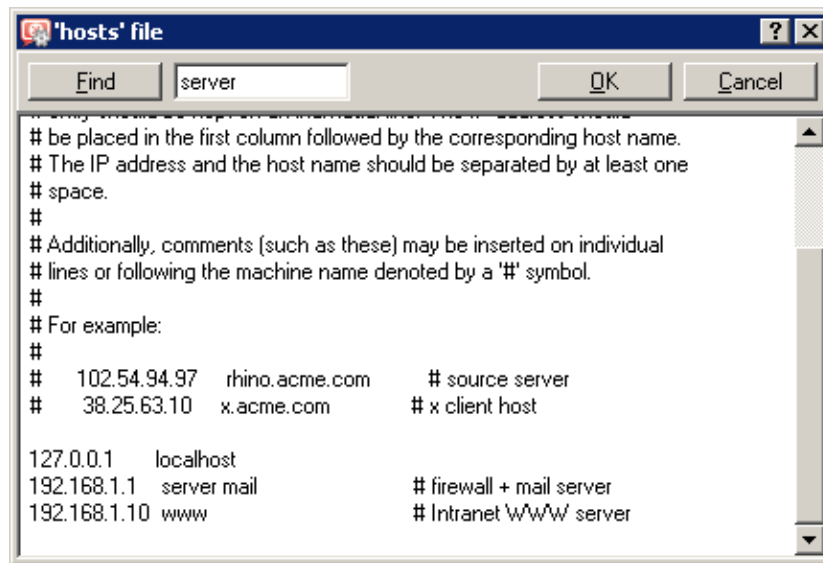 'hosts' file
Find server OK Cancel
# be placed in the first column followed by the corresponding host name.
# The IP address and the host name should be separated by at least one
# space.
#
# Additionally, comments (such as these) may be inserted on individual
# lines or following the machine name denoted by a '#' symbol.
#
# For example:
#
# 102.54.94.97 rhino.acme.com # source server
# 38.25.63.10 x.acme.com # x client host
127.0.0.1 localhost
192.168.1.1 server mail # firewall + mail server
192.168.1.10 www # Intranet WWW server